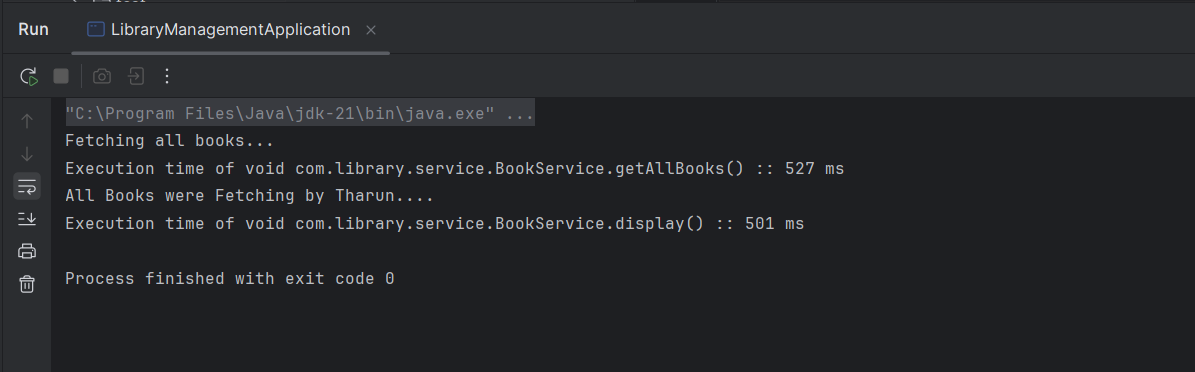 Run LibraryManagementApplication
"C:\Program Files\Java\jdk-21\bin\java.exe" ...
Fetching all books...
Execution time of void com.library.service.BookService.getAllBooks() :: 527 ms
All Books were Fetching by Tharun....
Execution time of void com.library.service.BookService.display() :: 501 ms
Process finished with exit code 0